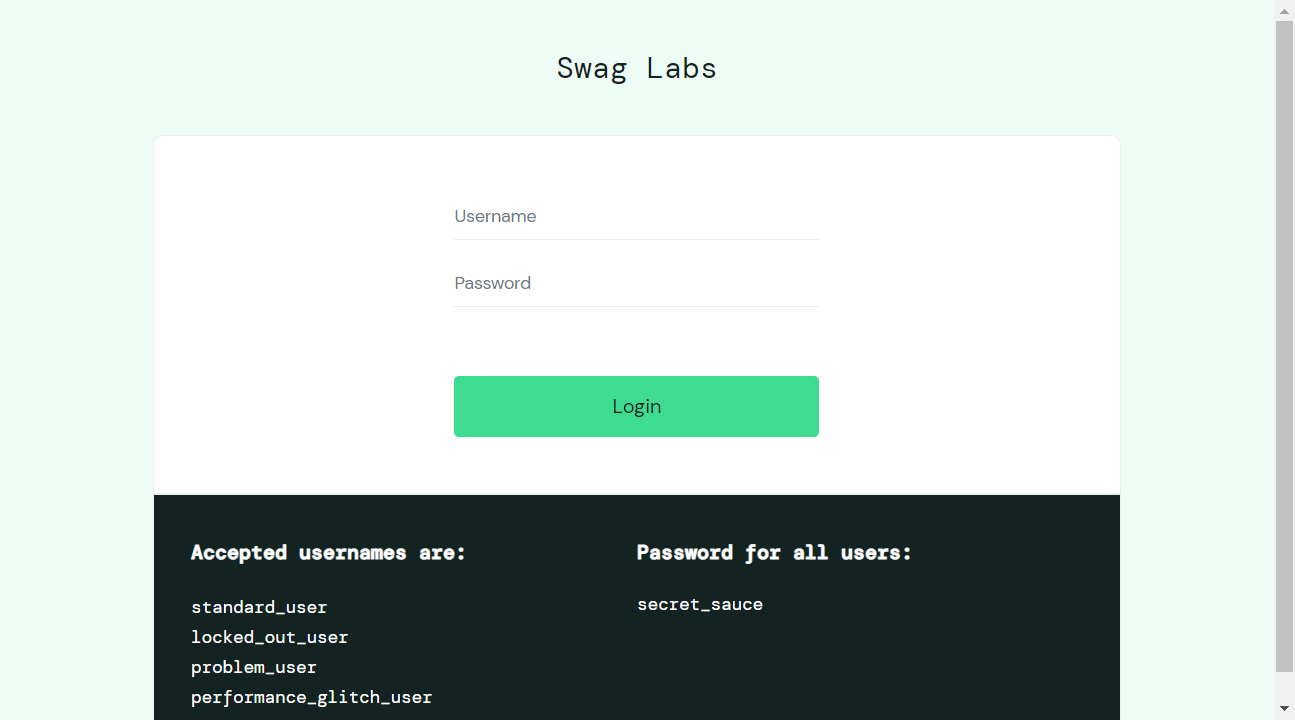 Swag Labs
Username
Password
Login
Accepted usernames are:
standard_user
locked_out_user
problem_user
performance_glitch_user
Password for all users:
secret_sauce